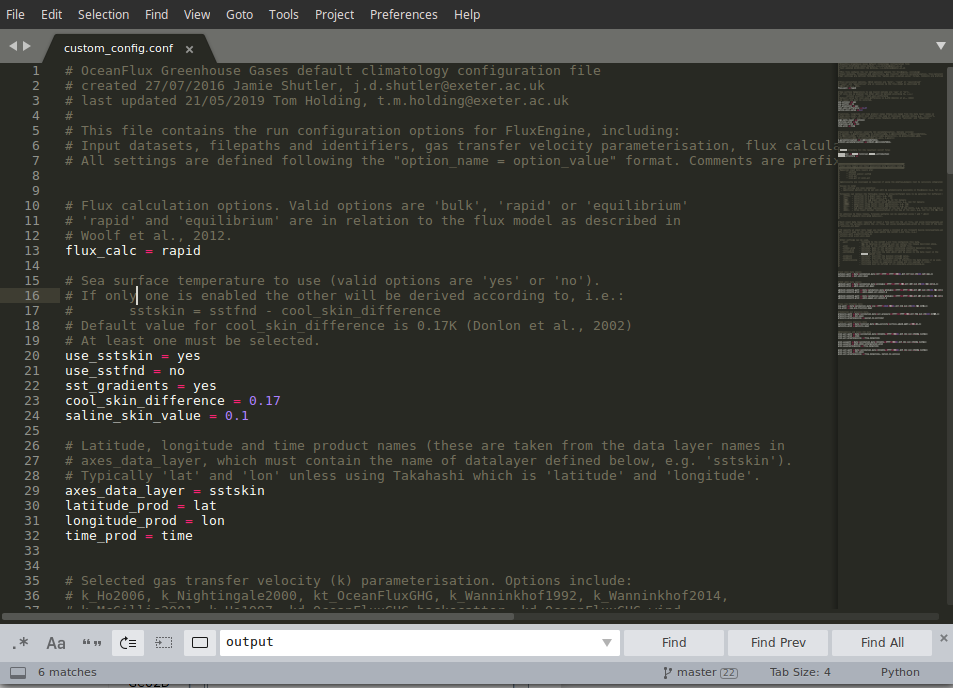 File Edit Selection Find View Goto Tools Project Preferences Help
custom_config.conf ×
1 # OceanFlux Greenhouse Gases default climatology configuration file
2 # created 27/07/2016 Jamie Shutler, j.d.shutler@exeter.ac.uk
3 # last updated 21/05/2019 Tom Holding, t.m.holding@exeter.ac.uk
4 #
5 # This file contains the run configuration options for FluxEngine, including:
6 # Input datasets, filepaths and identifiers, gas transfer velocity parameterisation, flux calcula
7 # All settings are defined following the "option_name = option_value" format. Comments are prefix
8
9
10 # Flux calculation options. Valid options are 'bulk', 'rapid' or 'equilibrium'
11 # 'rapid' and 'equilibrium' are in relation to the flux model as described in
12 # Woolf et al., 2012.
13 flux_calc = rapid
14
15 # Sea surface temperature to use (valid options are 'yes' or 'no').
16 # If only one is enabled the other will be derived according to, i.e.:
17 #       sstskin = sstfnd - cool_skin_difference
18 # Default value for cool_skin_difference is 0.17K (Donlon et al., 2002)
19 # At least one must be selected.
20 use_sstskin = yes
21 use_sstfnd = no
22 sst_gradients = yes
23 cool_skin_difference = 0.17
24 saline_skin_value = 0.1
25
26 # Latitude, longitude and time product names (these are taken from the data layer names in
27 # axes_data_layer, which must contain the name of datalayer defined below, e.g. 'sstskin').
28 # Typically 'lat' and 'lon' unless using Takahashi which is 'latitude' and 'longitude'.
29 axes_data_layer = sstskin
30 latitude_prod = lat
31 longitude_prod = lon
32 time_prod = time
33
34
35 # Selected gas transfer velocity (k) parameterisation. Options include:
36 # k_Ho2006, k_Nightingale2000, kt_OceanFluxGHG, k_Wanninkhof1992, k_Wanninkhof2014,
.* Aa “” output Find Find Prev Find All ×
6 matches master 22 Tab Size: 4 Python